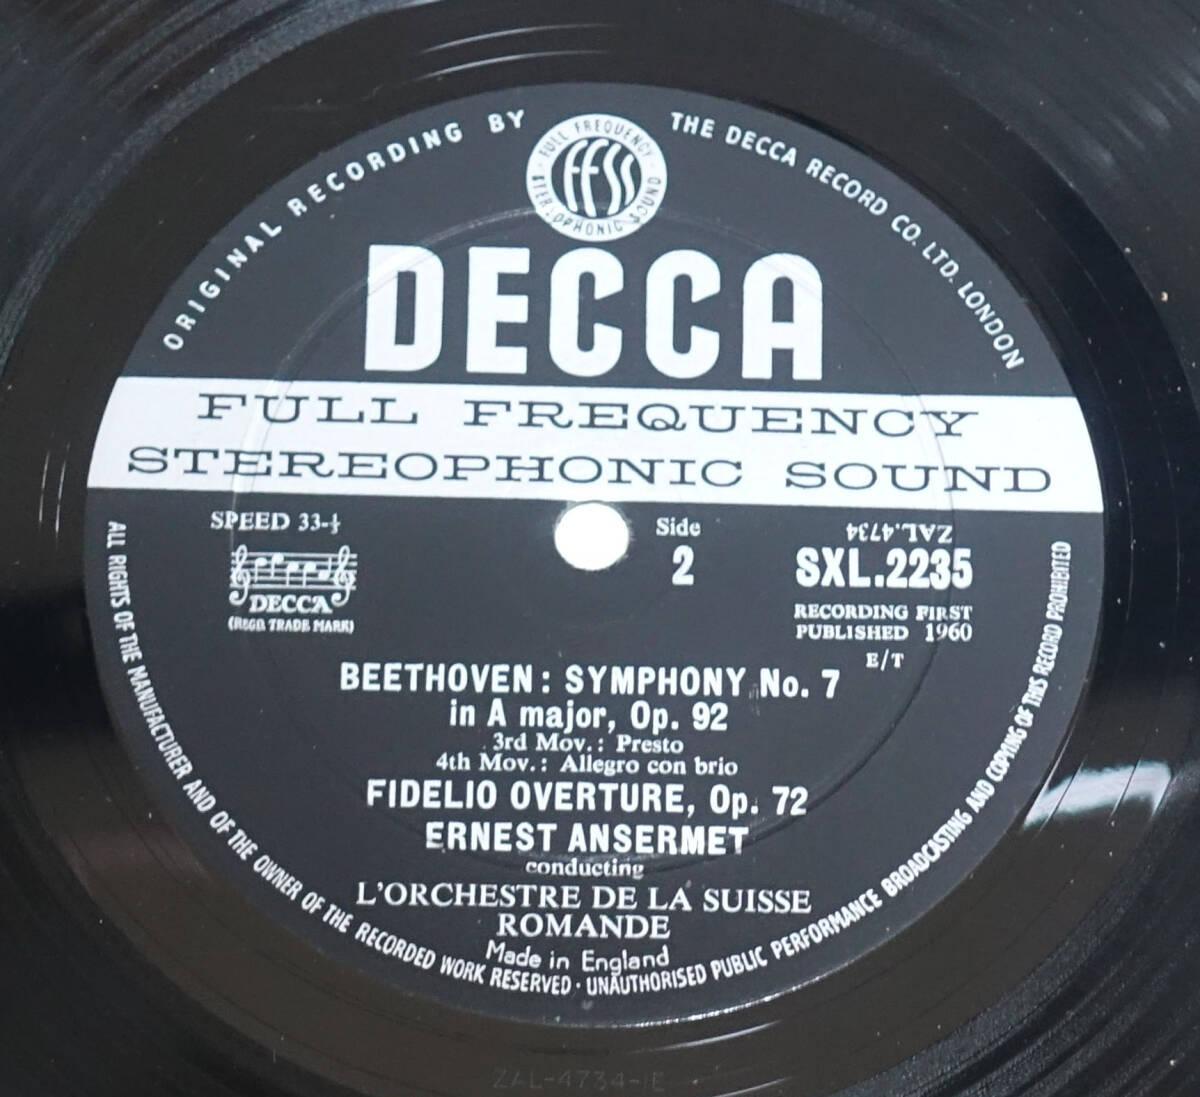 ORIGINAL RECORDING BY
THE DECCA RECORD CO. LTD. LONDON
FULL FREQUENCY
STEREOPHONIC SOUND
FFSS
DECCA
FULL FREQUENCY
STEREOPHONIC SOUND
SPEED 33-⅓
DECCA
(REGD. TRADE MARK)
Side
2
ZAL.4734
SXL.2235
RECORDING FIRST
PUBLISHED 1960
E/T
BEETHOVEN: SYMPHONY No. 7
in A major, Op. 92
3rd Mov.: Presto
4th Mov.: Allegro con brio
FIDELIO OVERTURE, Op. 72
ERNEST ANSERMET
conducting
L'ORCHESTRE DE LA SUISSE
ROMANDE
Made in England
ALL RIGHTS OF THE MANUFACTURER AND OF THE OWNER OF THE RECORDED WORK RESERVED · UNAUTHORISED PUBLIC PERFORMANCE BROADCASTING AND COPYING OF THIS RECORD PROHIBITED
ZAL-4734-1E